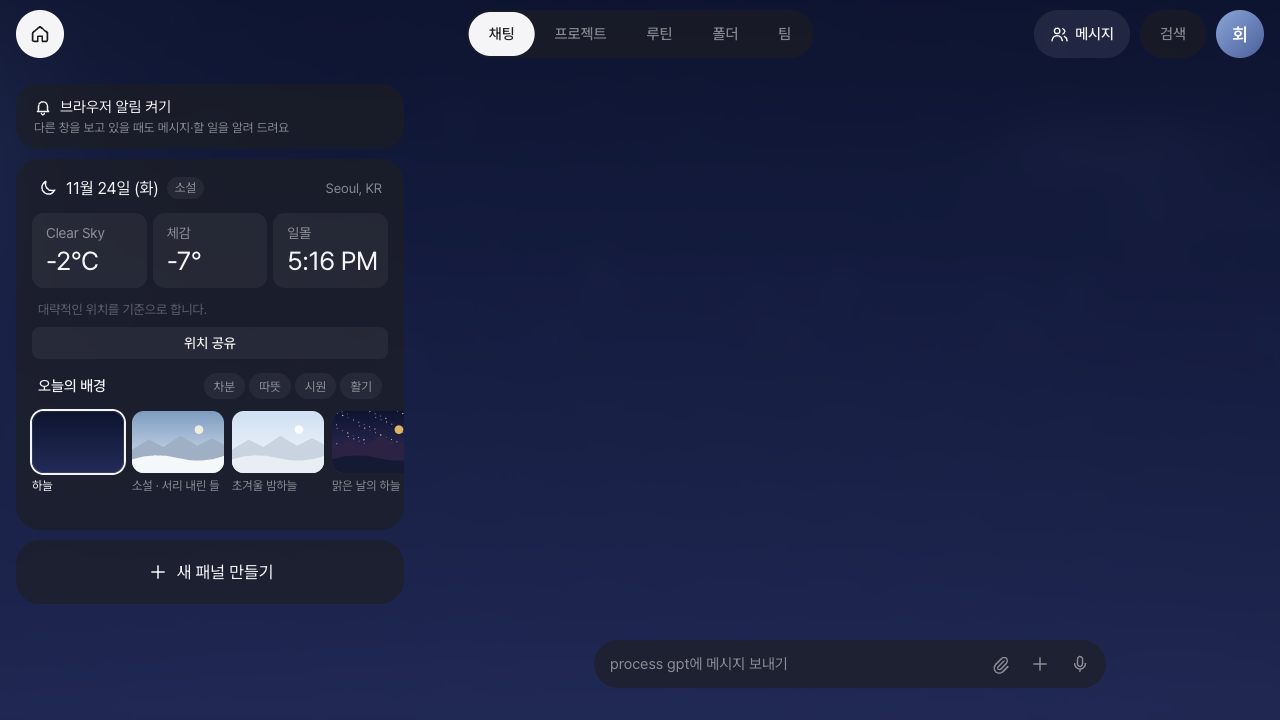 채팅
프로젝트
루틴
폴더
팀
메시지
검색
회
브라우저 알림 켜기
다른 창을 보고 있을 때도 메시지·할 일을 알려 드려요
11월 24일 (화)
소설
Seoul, KR
Clear Sky
-2°C
체감
-7°
일몰
5:16 PM
대략적인 위치를 기준으로 합니다.
위치 공유
오늘의 배경
차분
따뜻
시원
활기
하늘
소설 · 서리 내린 들
초겨울 밤하늘
맑은 날의 하늘
새 패널 만들기
process gpt에 메시지 보내기